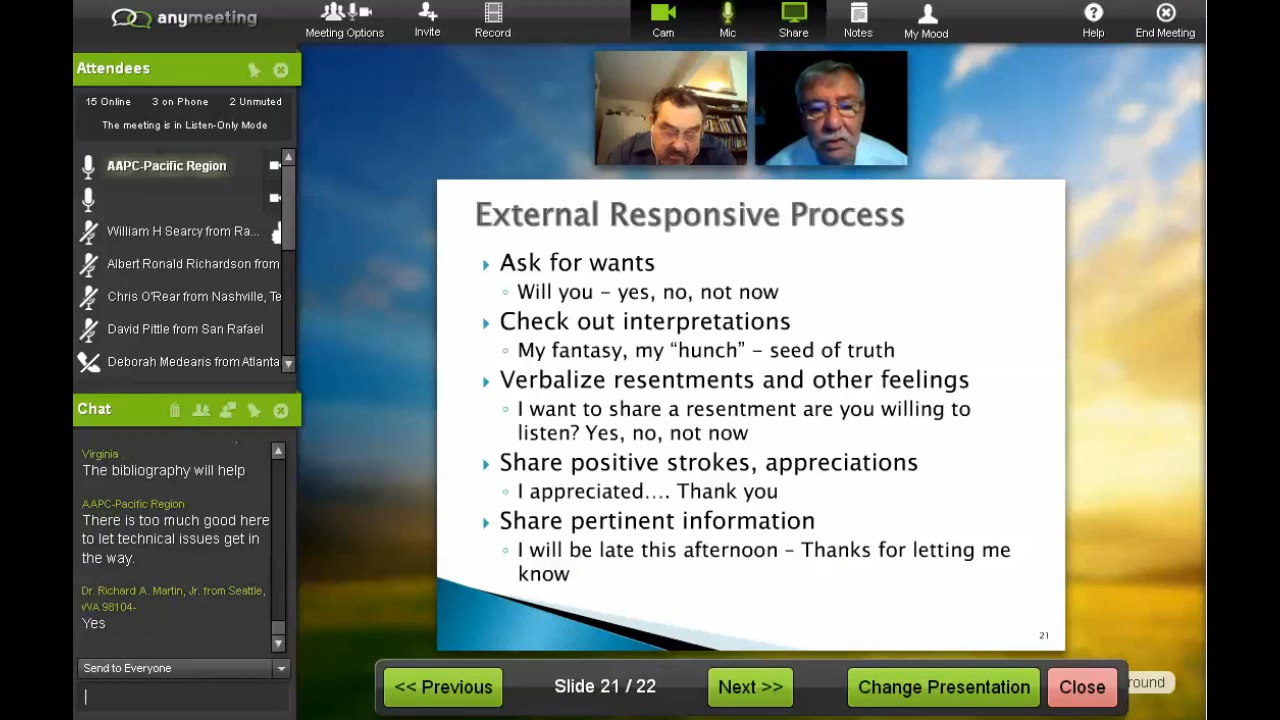 anymeeting
Meeting Options
Invite
Record
Cam
Mic
Share
Notes
My Mood
Help
End Meeting
Attendees
15 Online 3 on Phone 2 Unmuted
The meeting is in Listen-Only Mode
AAPC-Pacific Region
William H Searcy from Ra...
Albert Ronald Richardson from
Chris O'Rear from Nashville, Te
David Pittle from San Rafael
Deborah Medearis from Atlanta
Chat
Virginia
The bibliography will help
AAPC-Pacific Region
There is too much good here
to let technical issues get in
the way.
Dr. Richard A. Martin, Jr. from Seattle,
WA 98104-
Yes
Send to Everyone
External Responsive Process
Ask for wants
Will you – yes, no, not now
Check out interpretations
My fantasy, my “hunch” – seed of truth
Verbalize resentments and other feelings
I want to share a resentment are you willing to
listen? Yes, no, not now
Share positive strokes, appreciations
I appreciated…. Thank you
Share pertinent information
I will be late this afternoon – Thanks for letting me
know
21
<< Previous
Slide 21 / 22
Next >>
Change Presentation
Close
round